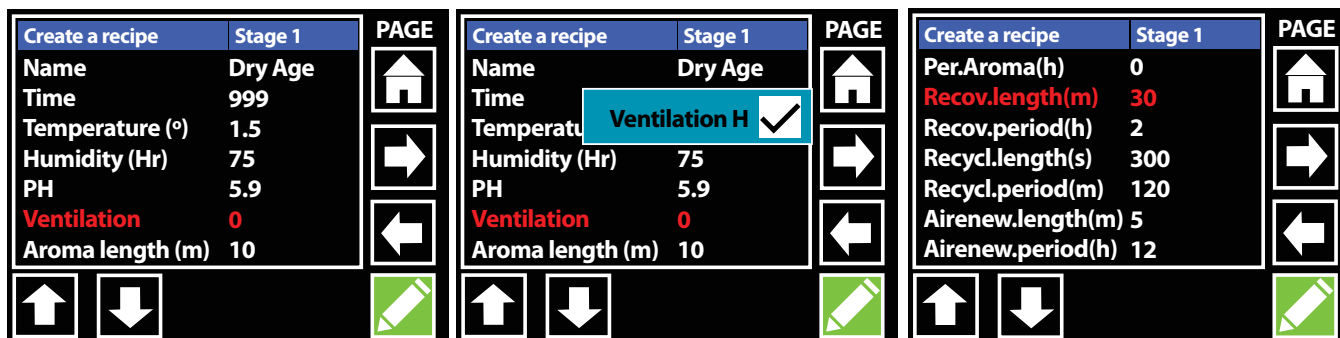 Create a recipe Stage 1 PAGE
Name Dry Age
Time 999
Temperature (º) 1.5
Humidity (Hr) 75
PH 5.9
Ventilation 0
Aroma length (m) 10
Create a recipe Stage 1 PAGE
Name Dry Age
Time
Ventilation H
Temperatu
Humidity (Hr) 75
PH 5.9
Ventilation 0
Aroma length (m) 10
Create a recipe Stage 1 PAGE
Per.Aroma(h) 0
Recov.length(m) 30
Recov.period(h) 2
Recycl.length(s) 300
Recycl.period(m) 120
Airenew.length(m) 5
Airenew.period(h) 12